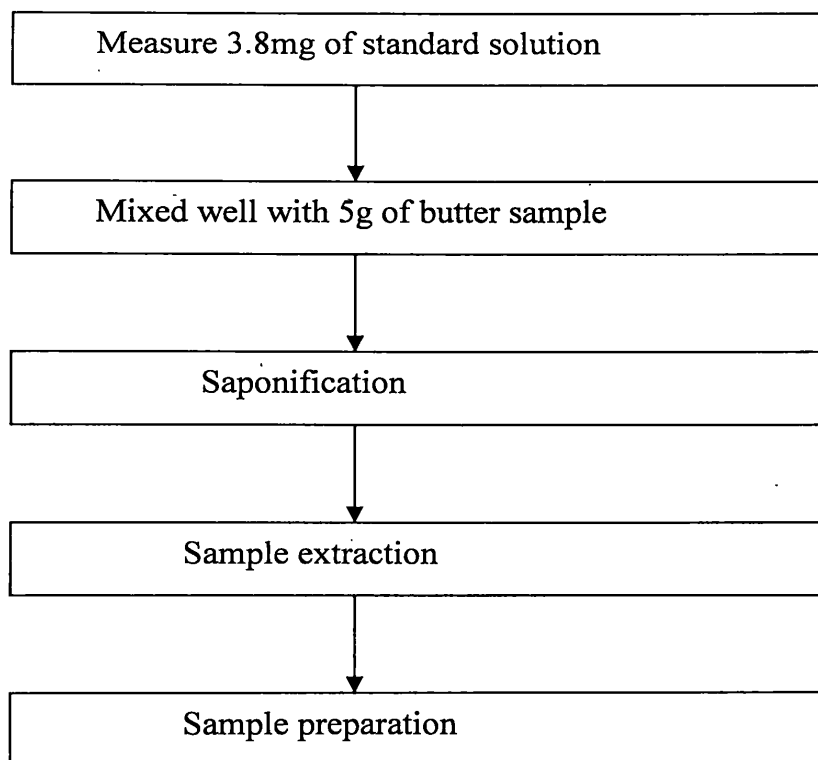 Measure 3.8mg of standard solution
Mixed well with 5g of butter sample
Saponification
Sample extraction
Sample preparation